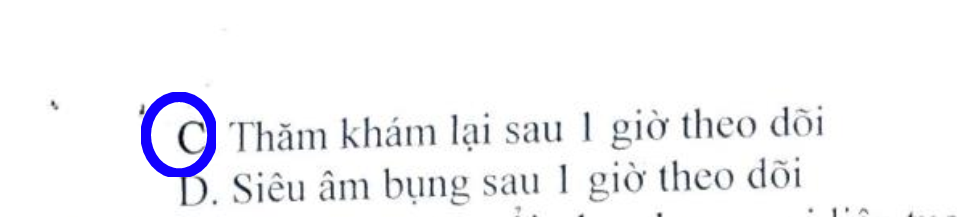 C. Thăm khám lại sau 1 giờ theo dõi
D. Siêu âm bụng sau 1 giờ theo dõi